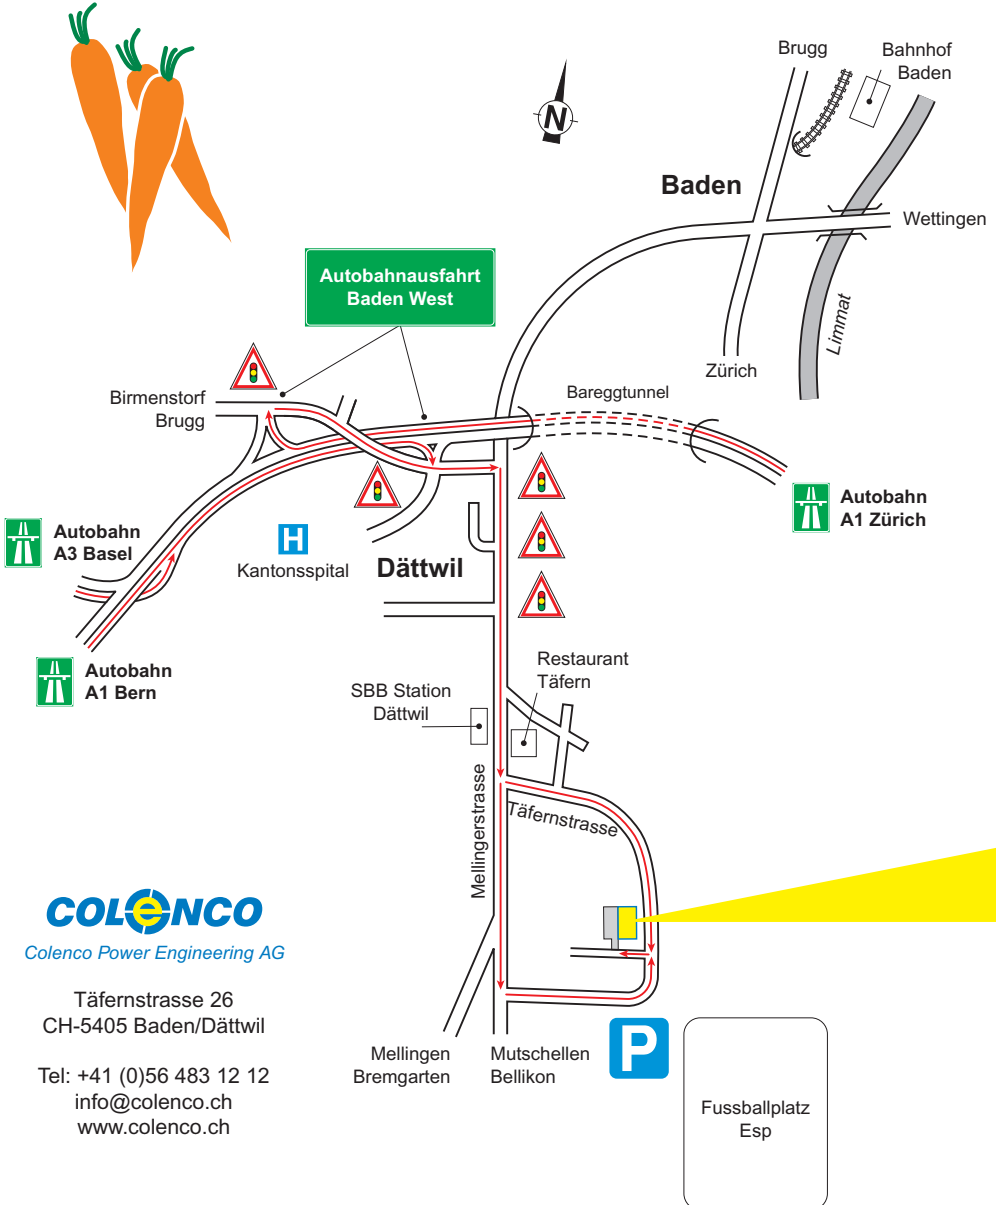 Brugg
Bahnhof
Baden
N
Baden
Wettingen
Autobahnausfahrt
Baden West
Limmat
Zürich
Birmenstorf
Brugg
Bareggtunnel
Autobahn
A1 Zürich
Autobahn
A3 Basel
H
Kantonsspital
Dättwil
Autobahn
A1 Bern
Restaurant
Täfern
SBB Station
Dättwil
Mellingerstrasse
Täfernstrasse
COLENCO
Colenco Power Engineering AG
Täfernstrasse 26
CH-5405 Baden/Dättwil
Tel: +41 (0)56 483 12 12
info@colenco.ch
www.colenco.ch
Mellingen
Bremgarten
Mutschellen
Bellikon
P
Fussballplatz
Esp